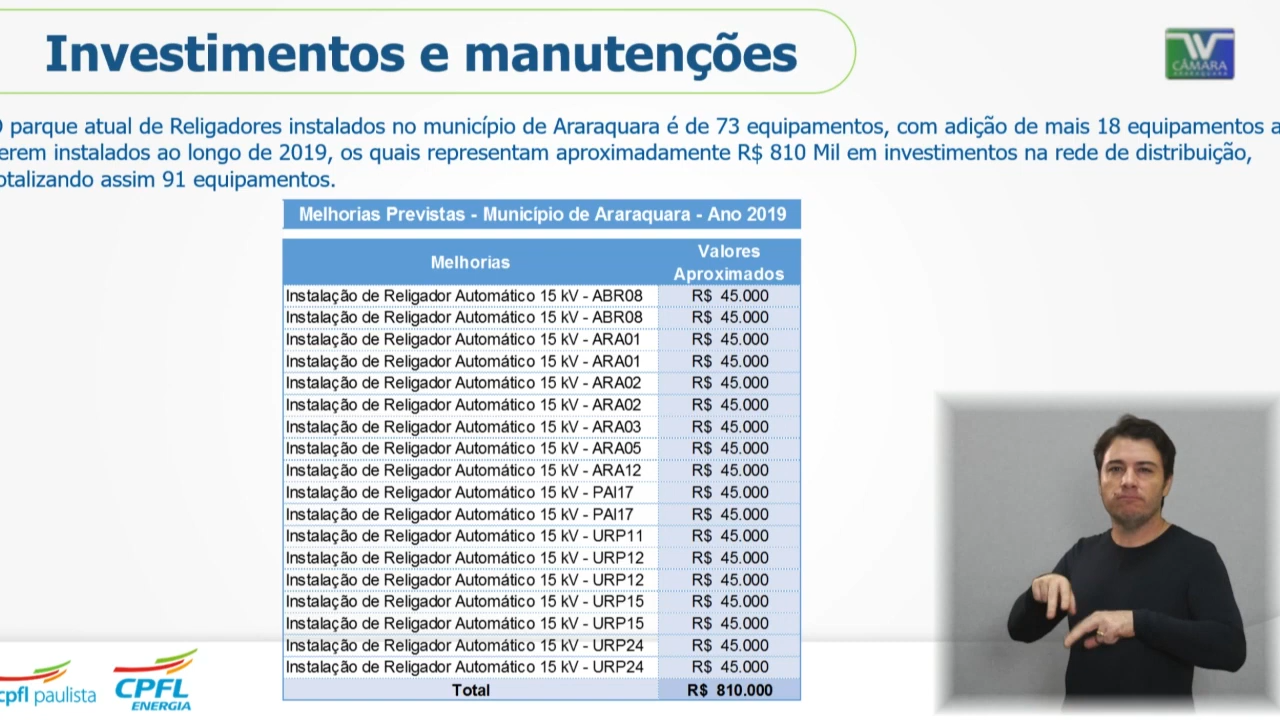 Investimentos e manutenções
CÂMARA
ARARAQUARA
parque atual de Religadores instalados no município de Araraquara é de 73 equipamentos, com adição de mais 18 equipamentos a
erem instalados ao longo de 2019, os quais representam aproximadamente R$ 810 Mil em investimentos na rede de distribuição,
otalizando assim 91 equipamentos.
Melhorias Previstas - Município de Araraquara - Ano 2019
Melhorias Valores Aproximados
Instalação de Religador Automático 15 kV - ABR08 R$ 45.000
Instalação de Religador Automático 15 kV - ABR08 R$ 45.000
Instalação de Religador Automático 15 kV - ARA01 R$ 45.000
Instalação de Religador Automático 15 kV - ARA01 R$ 45.000
Instalação de Religador Automático 15 kV - ARA02 R$ 45.000
Instalação de Religador Automático 15 kV - ARA02 R$ 45.000
Instalação de Religador Automático 15 kV - ARA03 R$ 45.000
Instalação de Religador Automático 15 kV - ARA05 R$ 45.000
Instalação de Religador Automático 15 kV - ARA12 R$ 45.000
Instalação de Religador Automático 15 kV - PAI17 R$ 45.000
Instalação de Religador Automático 15 kV - PAI17 R$ 45.000
Instalação de Religador Automático 15 kV - URP11 R$ 45.000
Instalação de Religador Automático 15 kV - URP12 R$ 45.000
Instalação de Religador Automático 15 kV - URP12 R$ 45.000
Instalação de Religador Automático 15 kV - URP15 R$ 45.000
Instalação de Religador Automático 15 kV - URP15 R$ 45.000
Instalação de Religador Automático 15 kV - URP24 R$ 45.000
Instalação de Religador Automático 15 kV - URP24 R$ 45.000
Total R$ 810.000
cpfl paulista
CPFL
ENERGIA